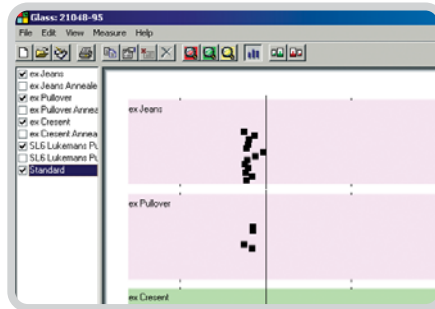 Glass: 21048-95
File Edit View Measure Help
ex Jeans
ex Jeans Anneale
ex Pullover
ex Pullover Annea
ex Cresent
ex Cresent Annea
SL6 Lukemans Pu
SL6 Lukemans Pu
Standard
ex Jeans
ex Pullover
ex Cresent